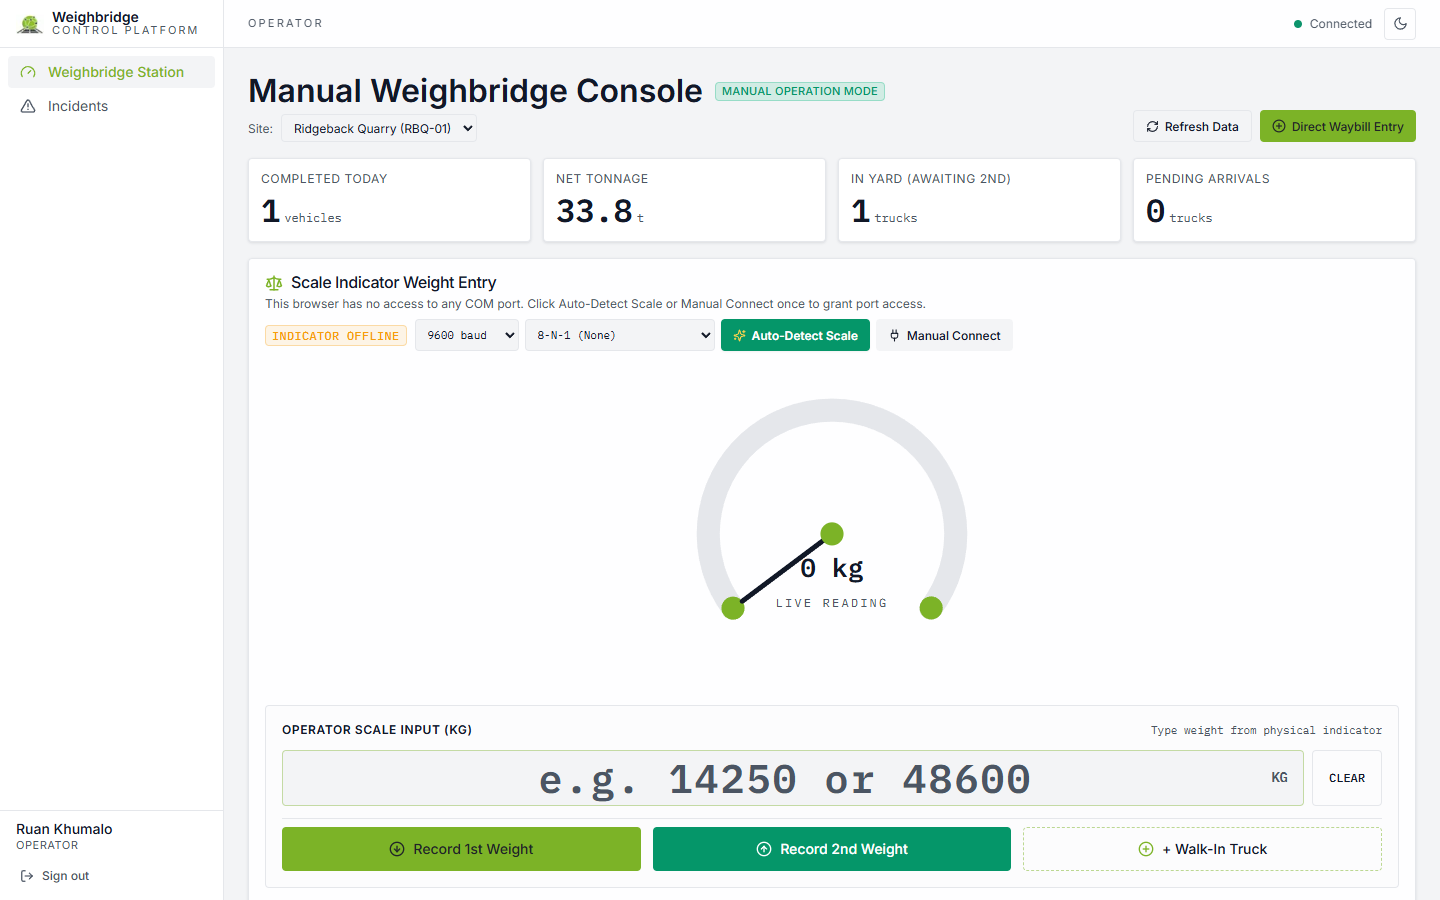 Weighbridge
CONTROL PLATFORM
OPERATOR
Connected
Weighbridge Station
Incidents
Manual Weighbridge Console
MANUAL OPERATION MODE
Site:
Ridgeback Quarry (RBQ-01)
Refresh Data
Direct Waybill Entry
COMPLETED TODAY
1 vehicles
NET TONNAGE
33.8 t
IN YARD (AWAITING 2ND)
1 trucks
PENDING ARRIVALS
0 trucks
Scale Indicator Weight Entry
This browser has no access to any COM port. Click Auto-Detect Scale or Manual Connect once to grant port access.
INDICATOR OFFLINE
9600 baud
8-N-1 (None)
Auto-Detect Scale
Manual Connect
0 kg
LIVE READING
OPERATOR SCALE INPUT (KG)
Type weight from physical indicator
e.g. 14250 or 48600
KG
CLEAR
Record 1st Weight
Record 2nd Weight
+ Walk-In Truck
Ruan Khumalo
OPERATOR
Sign out